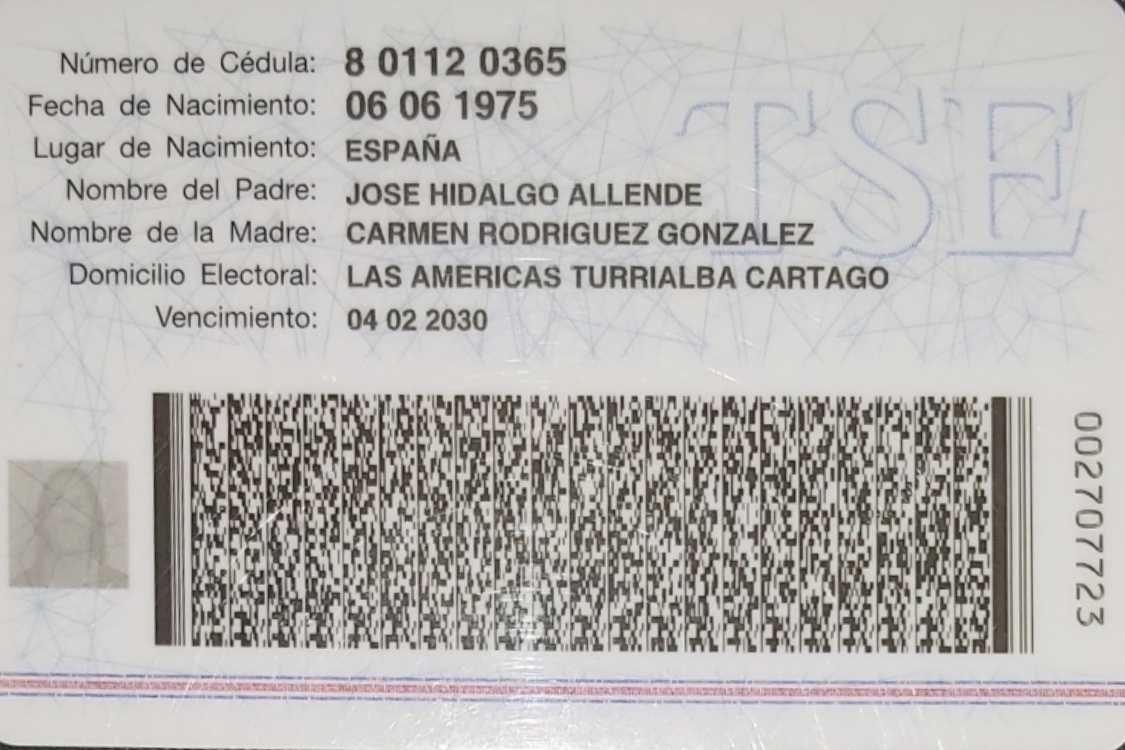 Número de Cédula: 8 0112 0365
Fecha de Nacimiento: 06 06 1975
Lugar de Nacimiento: ESPAÑA
Nombre del Padre: JOSE HIDALGO ALLENDE
Nombre de la Madre: CARMEN RODRIGUEZ GONZALEZ
Domicilio Electoral: LAS AMERICAS TURRIALBA CARTAGO
Vencimiento: 04 02 2030
TSE
002707723